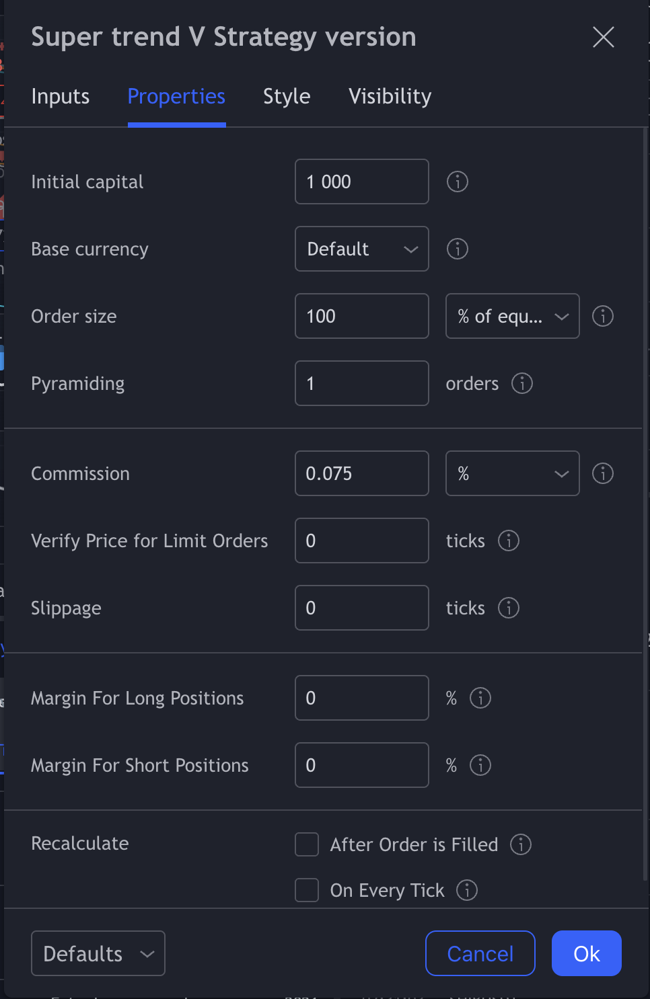 Super trend V Strategy version
Inputs Properties Style Visibility
Initial capital 1 000
Base currency Default
Order size 100 % of equ...
Pyramiding 1 orders
Commission 0.075 %
Verify Price for Limit Orders 0 ticks
Slippage 0 ticks
Margin For Long Positions 0 %
Margin For Short Positions 0 %
Recalculate After Order is Filled
On Every Tick
Defaults Cancel Ok